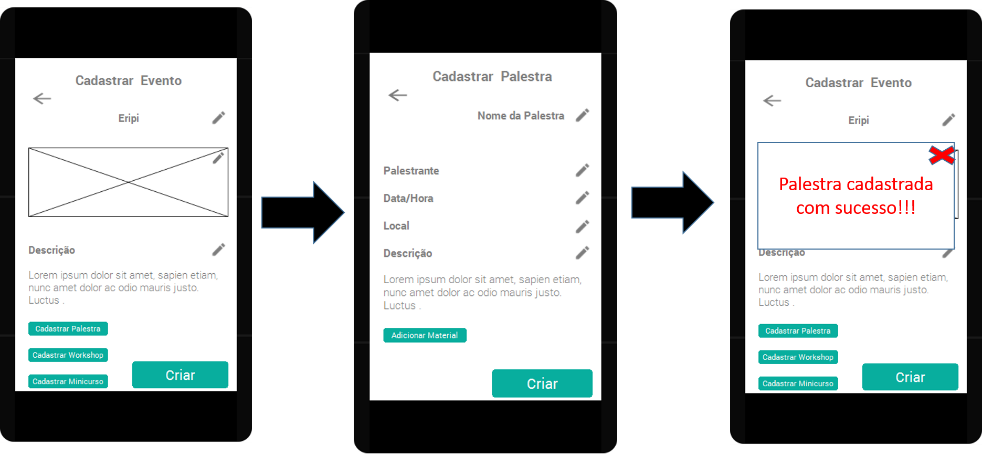 Cadastrar Evento
Eripi
Descrição
Lorem ipsum dolor sit amet, sapien etiam,
nunc amet dolor ac odio mauris justo.
Luctus .
Cadastrar Palestra
Cadastrar Workshop
Cadastrar Minicurso
Criar
Cadastrar Palestra
Nome da Palestra
Palestrante
Data/Hora
Local
Descrição
Lorem ipsum dolor sit amet, sapien etiam,
nunc amet dolor ac odio mauris justo.
Luctus .
Adicionar Material
Criar
Cadastrar Evento
Eripi
Palestra cadastrada
com sucesso!!!
Descrição
Lorem ipsum dolor sit amet, sapien etiam,
nunc amet dolor ac odio mauris justo.
Luctus .
Cadastrar Palestra
Cadastrar Workshop
Cadastrar Minicurso
Criar